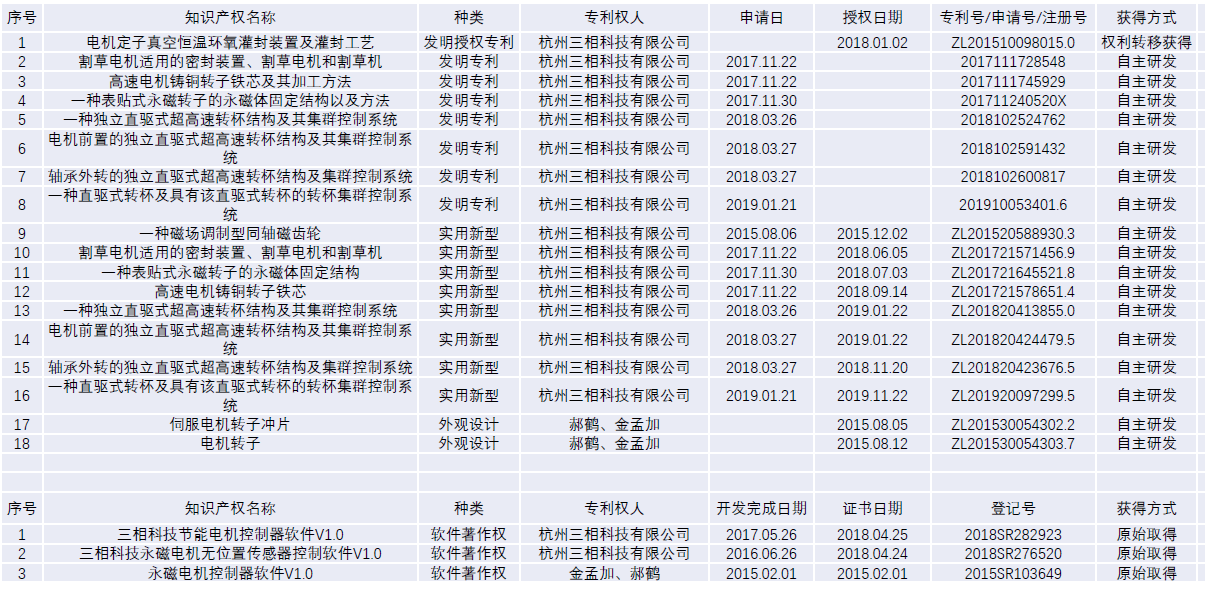 序号 知识产权名称 种类 专利权人 申请日 授权日期 专利号/申请号/注册号 获得方式
1 电机定子真空恒温环氧灌封装置及灌封工艺 发明授权专利 杭州三相科技有限公司 2018.01.02 ZL201510098015.0 权利转移获得
2 割草电机适用的密封装置、割草电机和割草机 发明专利 杭州三相科技有限公司 2017.11.22 2017111728548 自主研发
3 高速电机铸铜转子铁芯及其加工方法 发明专利 杭州三相科技有限公司 2017.11.22 2017111745929 自主研发
4 一种表贴式永磁转子的永磁体固定结构以及方法 发明专利 杭州三相科技有限公司 2017.11.30 201711240520X 自主研发
5 一种独立直驱式超高速转杯结构及其集群控制系统 发明专利 杭州三相科技有限公司 2018.03.26 2018102524762 自主研发
6 电机前置的独立直驱式超高速转杯结构及其集群控制系
统 发明专利 杭州三相科技有限公司 2018.03.27 2018102591432 自主研发
7 轴承外转的独立直驱式超高速转杯结构及集群控制系统 发明专利 杭州三相科技有限公司 2018.03.27 2018102600817 自主研发
8 一种直驱式转杯及具有该直驱式转杯的转杯集群控制系
统 发明专利 杭州三相科技有限公司 2019.01.21 201910053401.6 自主研发
9 一种磁场调制型同轴磁齿轮 实用新型 杭州三相科技有限公司 2015.08.06 2015.12.02 ZL201520588930.3 自主研发
10 割草电机适用的密封装置、割草电机和割草机 实用新型 杭州三相科技有限公司 2017.11.22 2018.06.05 ZL201721571456.9 自主研发
11 一种表贴式永磁转子的永磁体固定结构 实用新型 杭州三相科技有限公司 2017.11.30 2018.07.03 ZL201721645521.8 自主研发
12 高速电机铸铜转子铁芯 实用新型 杭州三相科技有限公司 2017.11.22 2018.09.14 ZL201721578651.4 自主研发
13 一种独立直驱式超高速转杯结构及其集群控制系统 实用新型 杭州三相科技有限公司 2018.03.26 2019.01.22 ZL201820413855.0 自主研发
14 电机前置的独立直驱式超高速转杯结构及其集群控制系
统 实用新型 杭州三相科技有限公司 2018.03.27 2019.01.22 ZL201820424479.5 自主研发
15 轴承外转的独立直驱式超高速转杯结构及集群控制系统 实用新型 杭州三相科技有限公司 2018.03.27 2018.11.20 ZL201820423676.5 自主研发
16 一种直驱式转杯及具有该直驱式转杯的转杯集群控制系
统 实用新型 杭州三相科技有限公司 2019.01.21 2019.11.22 ZL201920097299.5 自主研发
17 伺服电机转子冲片 外观设计 郝鹤、金孟加 2015.08.05 ZL201530054302.2 自主研发
18 电机转子 外观设计 郝鹤、金孟加 2015.08.12 ZL201530054303.7 自主研发
序号 知识产权名称 种类 专利权人 开发完成日期 证书日期 登记号 获得方式
1 三相科技节能电机控制器软件V1.0 软件著作权 杭州三相科技有限公司 2017.05.26 2018.04.25 2018SR282923 原始取得
2 三相科技永磁电机无位置传感器控制软件V1.0 软件著作权 杭州三相科技有限公司 2016.06.26 2018.04.24 2018SR276520 原始取得
3 永磁电机控制器软件V1.0 软件著作权 金孟加、郝鹤 2015.02.01 2015.02.01 2015SR103649 原始取得